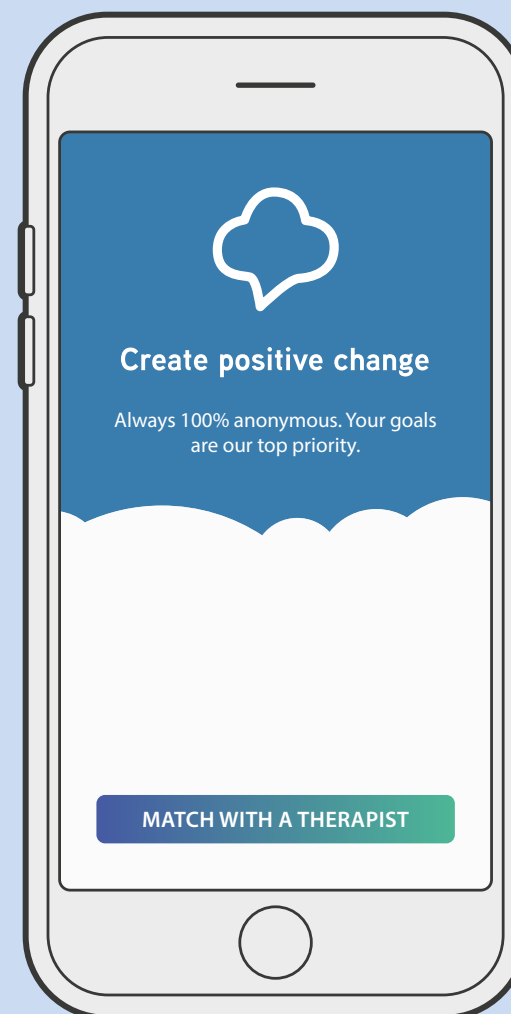 Create positive change
Always 100% anonymous. Your goals
are our top priority.
MATCH WITH A THERAPIST